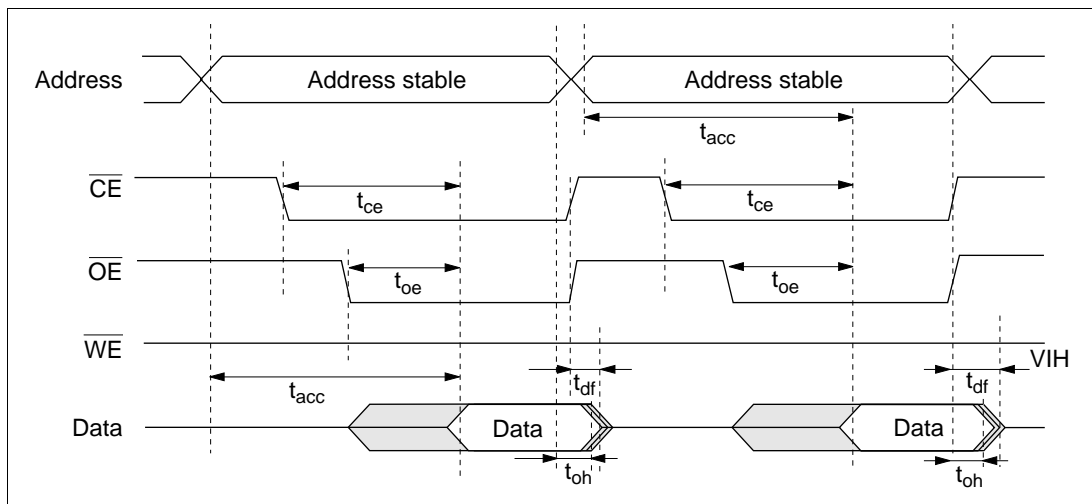 Address
Address stable
Address stable
tacc
CE
tce
tce
OE
toe
toe
WE
VIH
tacc
tdf
tdf
Data
Data
Data
toh
toh